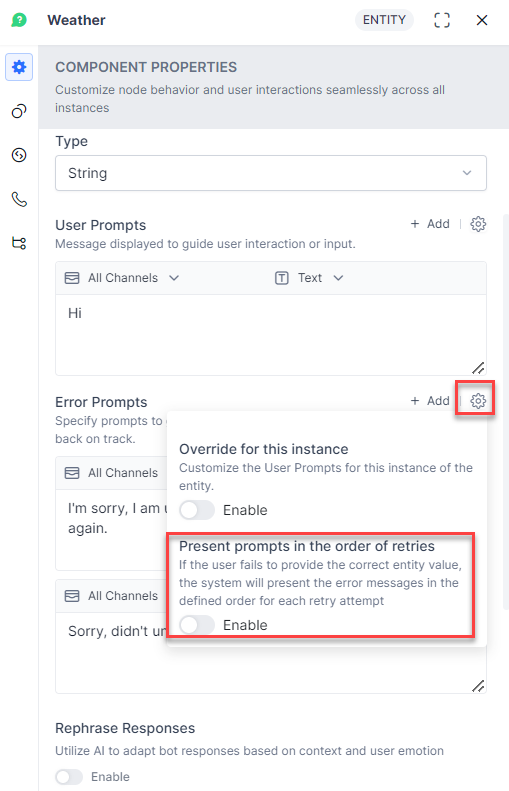 Weather
ENTITY
COMPONENT PROPERTIES
Customize node behavior and user interactions seamlessly across all
instances
Type
String
User Prompts
+ Add
Message displayed to guide user interaction or input.
All Channels
Text
Hi
Error Prompts
+ Add
Specify prompts to
back on track.
All Channels
I'm sorry, I am
again.
Override for this instance
Customize the User Prompts for this instance of the
entity.
Enable
Present prompts in the order of retries
If the user fails to provide the correct entity value,
the system will present the error messages in the
defined order for each retry attempt
Enable
All Channels
Sorry, didn't
Rephrase Responses
Utilize AI to adapt bot responses based on context and user emotion
Enable